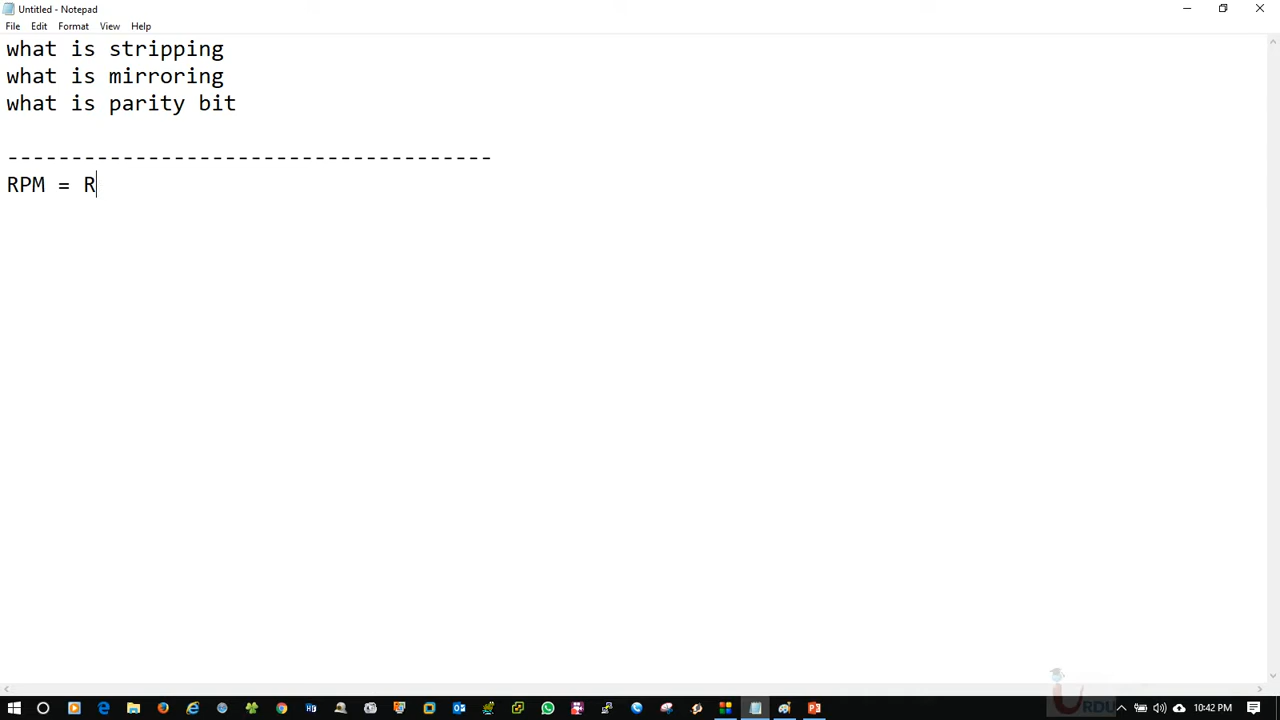 Untitled - Notepad
File Edit Format View Help
what is stripping
what is mirroring
what is parity bit
--------------------------------------
RPM = R
URDU
10:42 PM